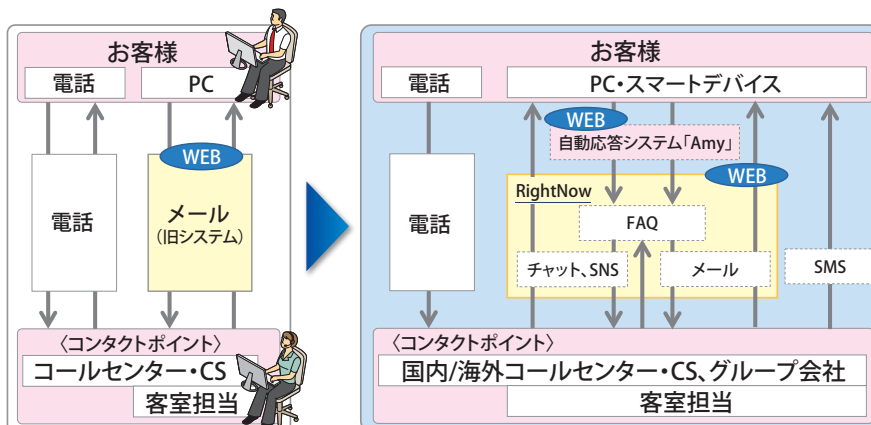 お客様
電話
PC
WEB
電話
メール
(旧システム)
〈コンタクトポイント〉
コールセンター・CS
客室担当
お客様
電話
PC・スマートデバイス
WEB
自動応答システム「Amy」
WEB
RightNow
FAQ
電話
チャット、SNS
メール
SMS
〈コンタクトポイント〉
国内/海外コールセンター・CS、グループ会社
客室担当